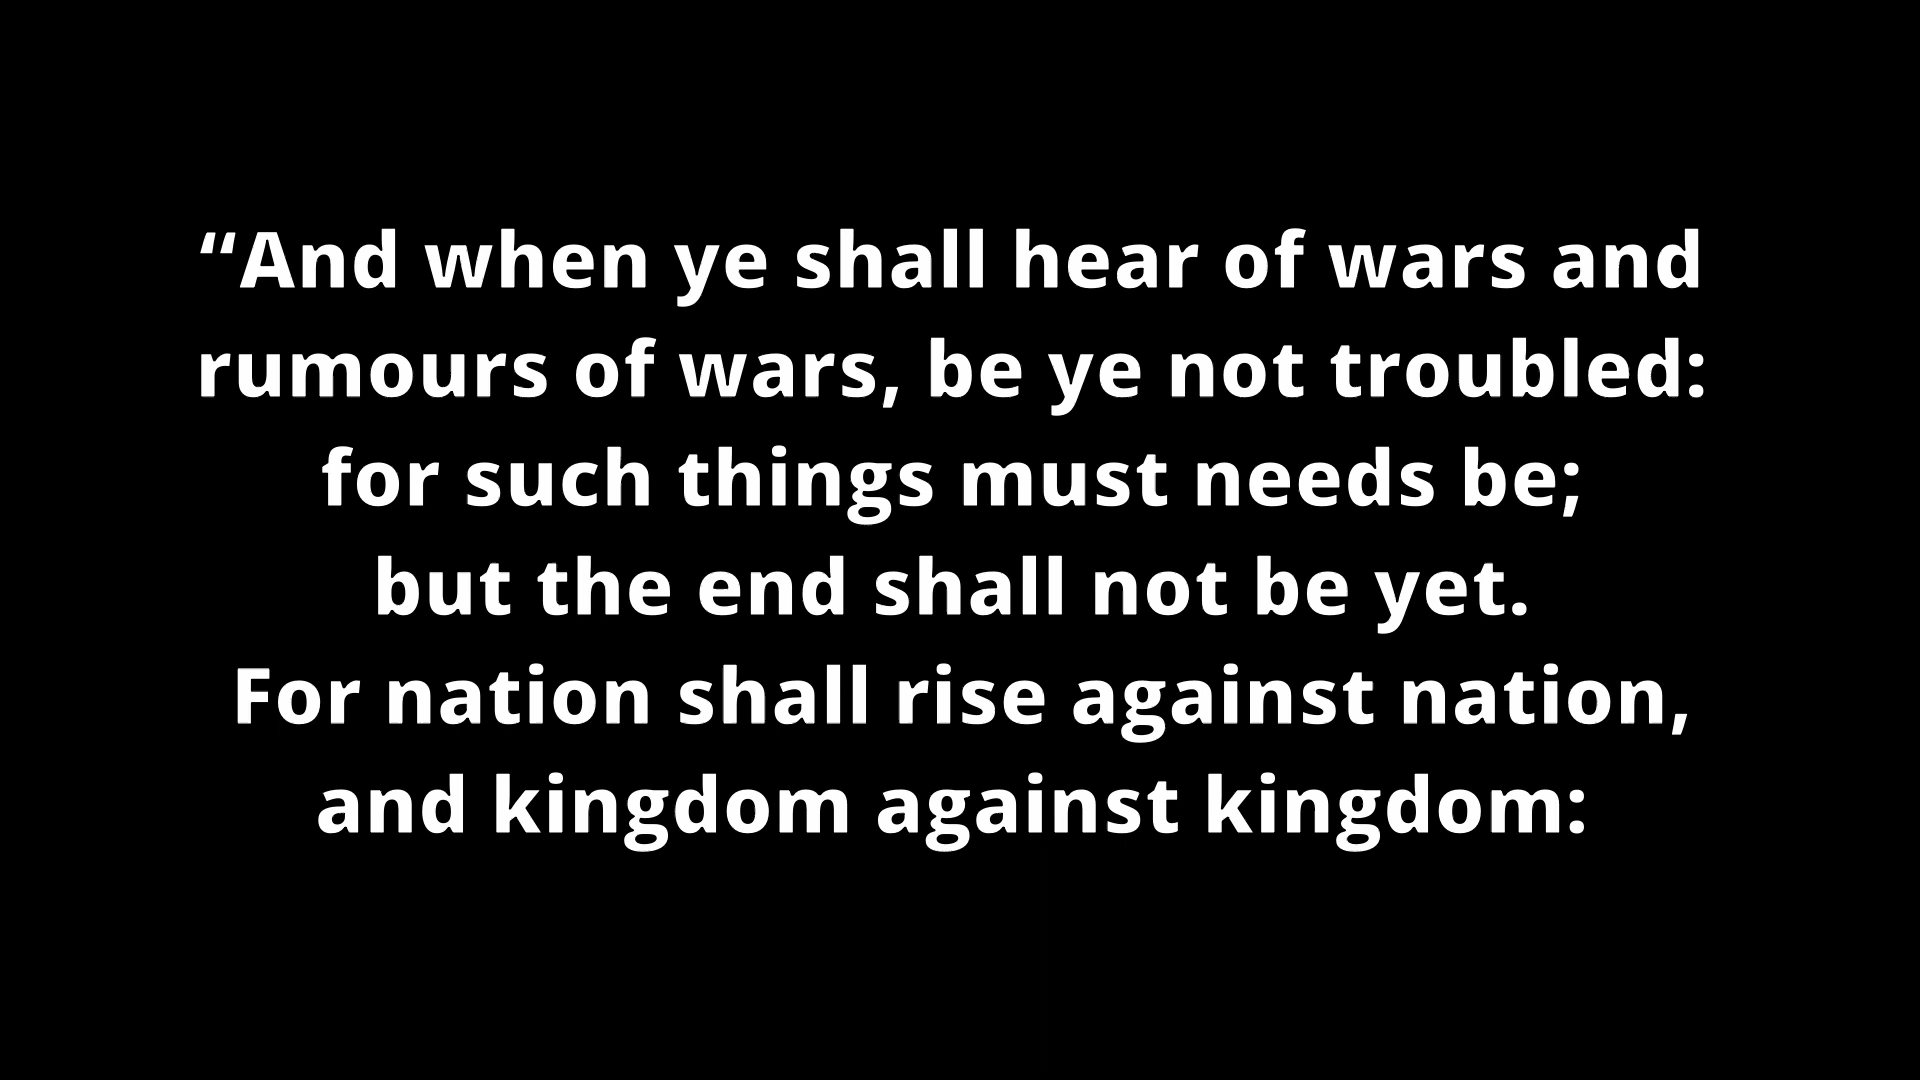 “And when ye shall hear of wars and
rumours of wars, be ye not troubled:
for such things must needs be;
but the end shall not be yet.
For nation shall rise against nation,
and kingdom against kingdom: